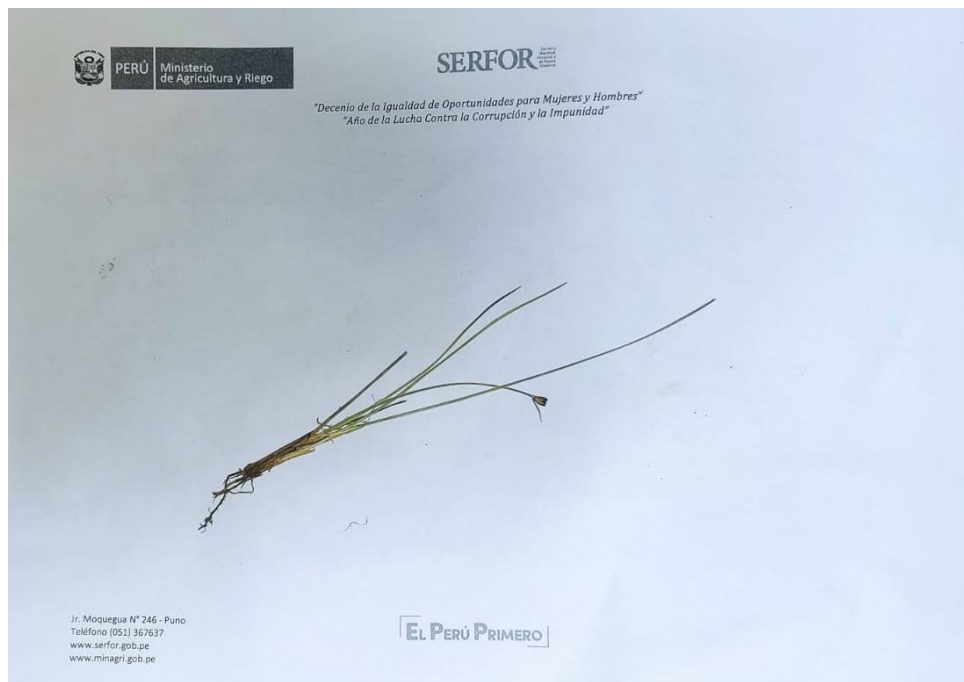 PERÚ
Ministerio
de Agricultura y Riego
SERFOR
"Decenio de la Igualdad de Oportunidades para Mujeres y Hombres"
"Año de la Lucha Contra la Corrupción y la Impunidad"
Jr. Moquegua N° 246 - Puno
Teléfono (051) 367637
www.serfor.gob.pe
www.minagri.gob.pe
EL PERÚ PRIMERO